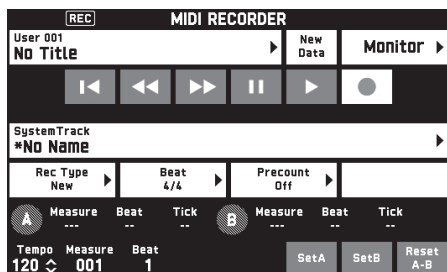 REC MIDI RECORDER
User 001
No Title
New
Data
Monitor
SystemTrack
*No Name
Rec Type
New
Beat
4/4
Precount
Off
A Measure Beat Tick B Measure Beat Tick
--- -- -- --- -- --
Tempo Measure Beat
120 001 1
SetA SetB Reset
A-B